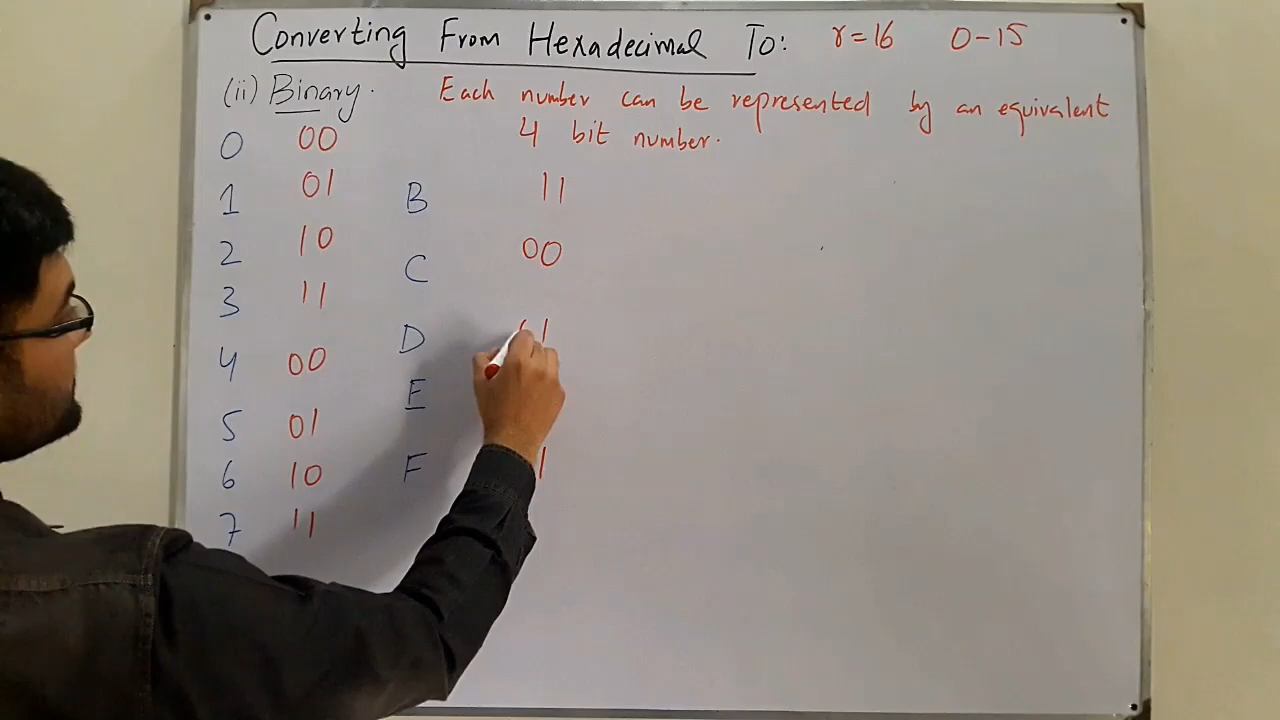 Converting From Hexadecimal To: r=16 0-15
(ii) Binary. Each number can be represented by an equivalent
4 bit number.
0 00
1 01
2 10
3 11
4 00
5 01
6 10
7 11
B 11
C 00
D 1
E
F 1